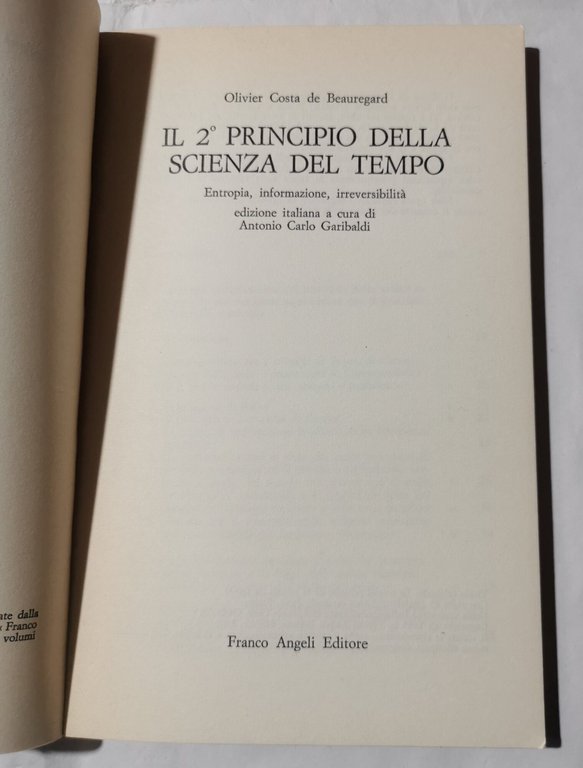 Olivier Costa de Beauregard
IL 2° PRINCIPIO DELLA
SCIENZA DEL TEMPO
Entropia, informazione, irreversibilità
edizione italiana a cura di
Antonio Carlo Garibaldi
Franco Angeli Editore
ate dalla
Franco
volumi